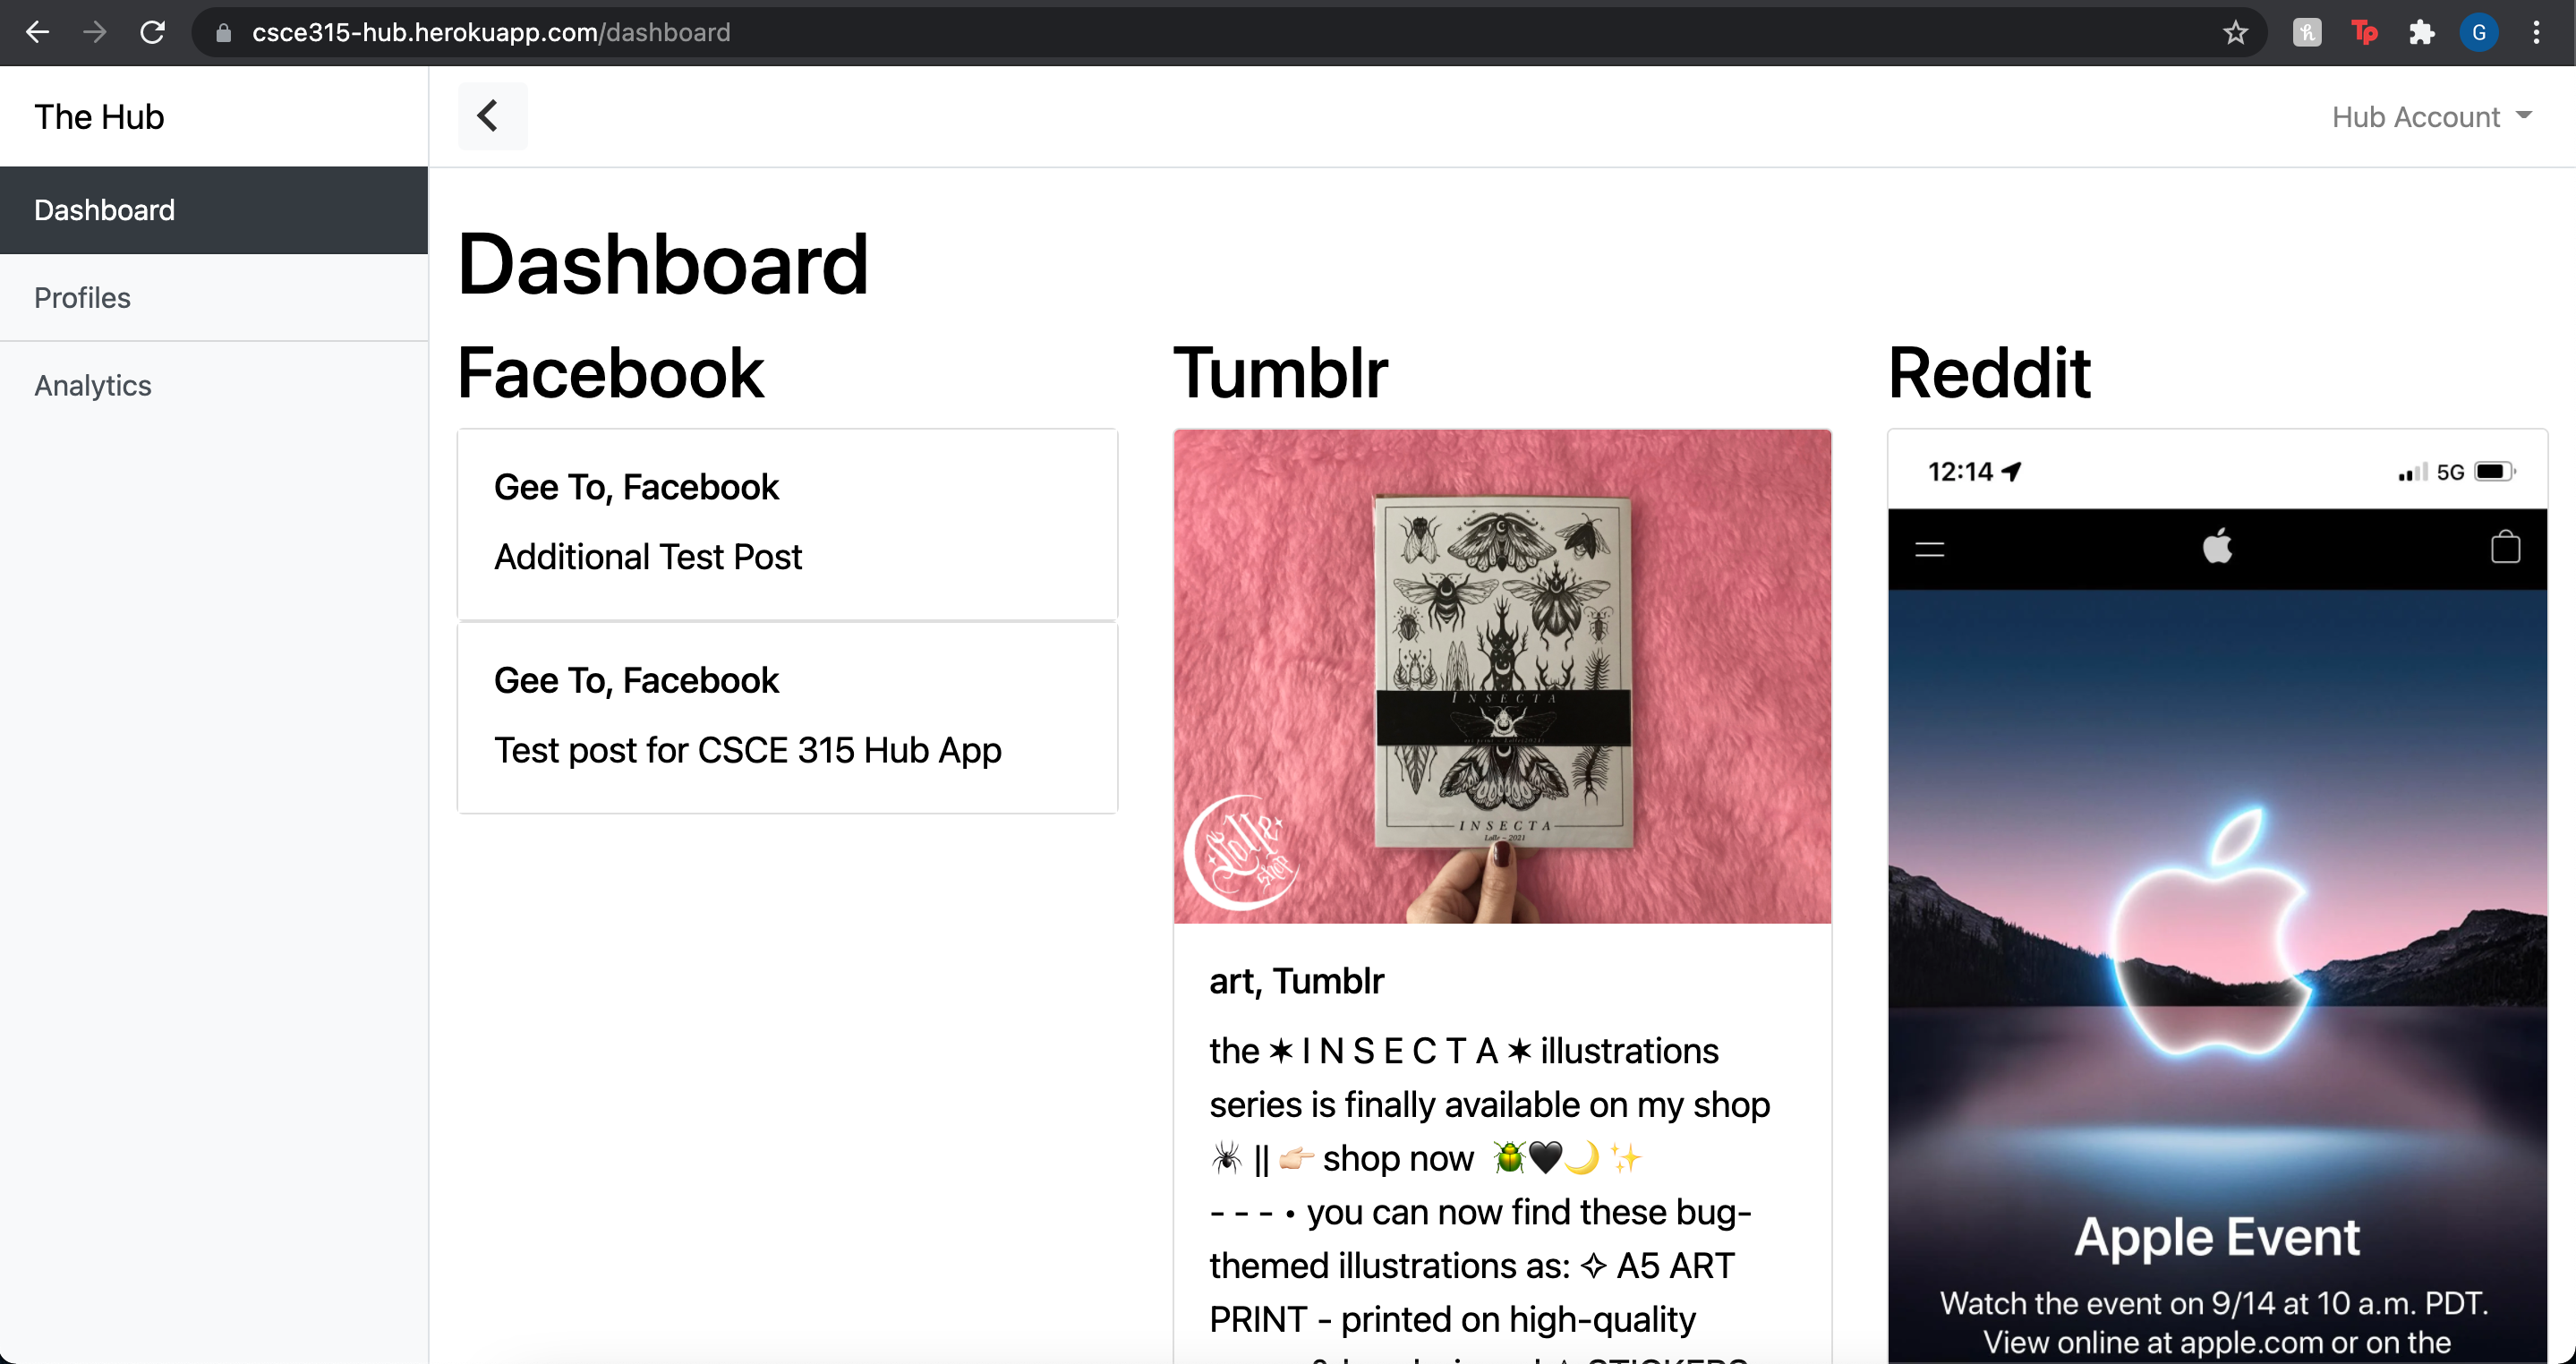 csce315-hub.herokuapp.com/dashboard
G
The Hub
Hub Account
Dashboard
Profiles
Analytics
Dashboard
Facebook
Gee To, Facebook
Additional Test Post
Gee To, Facebook
Test post for CSCE 315 Hub App
Tumblr
INSECTA
INSECTA
Lolle - 2021
Lolle
shop
art, Tumblr
the ✶ I N S E C T A ✶ illustrations
series is finally available on my shop
🕷 || 👉🏻 shop now 🪲🖤🌙✨
- - - • you can now find these bug-
themed illustrations as: ✧ A5 ART
PRINT - printed on high-quality
Reddit
12:14
5G
Apple Event
Watch the event on 9/14 at 10 a.m. PDT.
View online at apple.com or on the